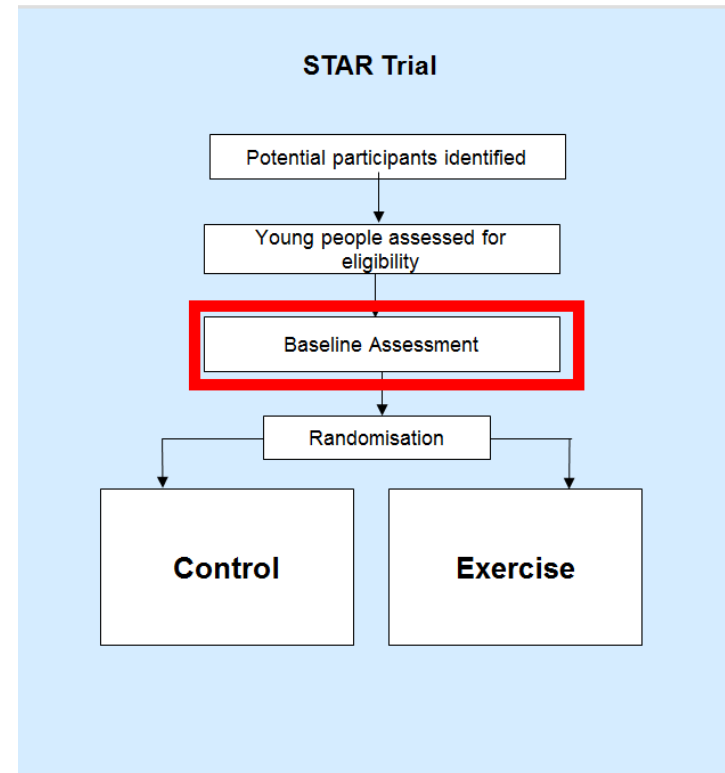 STAR Trial
Potential participants identified
Young people assessed for
eligibility
Baseline Assessment
Randomisation
Control
Exercise